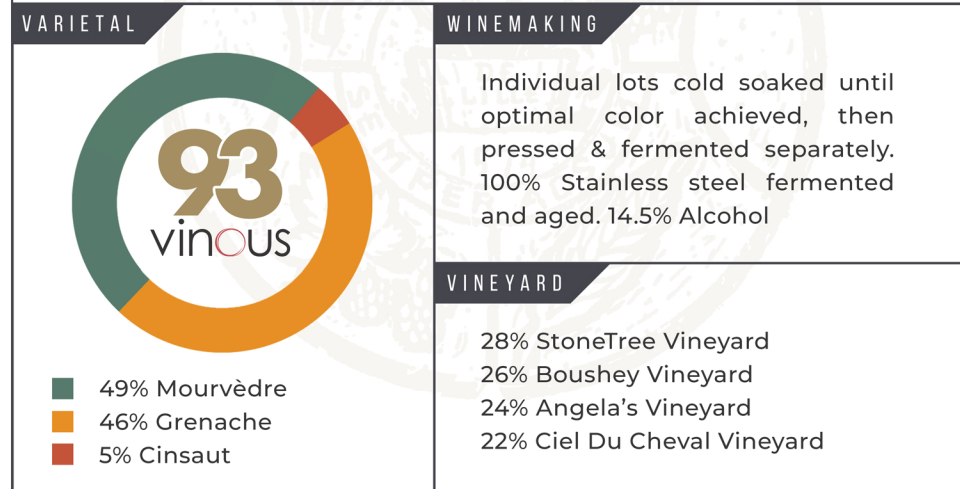 VARIETAL
93
vinous
49% Mourvèdre
46% Grenache
5% Cinsaut
WINEMAKING
Individual lots cold soaked until
optimal color achieved, then
pressed & fermented separately.
100% Stainless steel fermented
and aged. 14.5% Alcohol
VINEYARD
28% StoneTree Vineyard
26% Boushey Vineyard
24% Angela's Vineyard
22% Ciel Du Cheval Vineyard